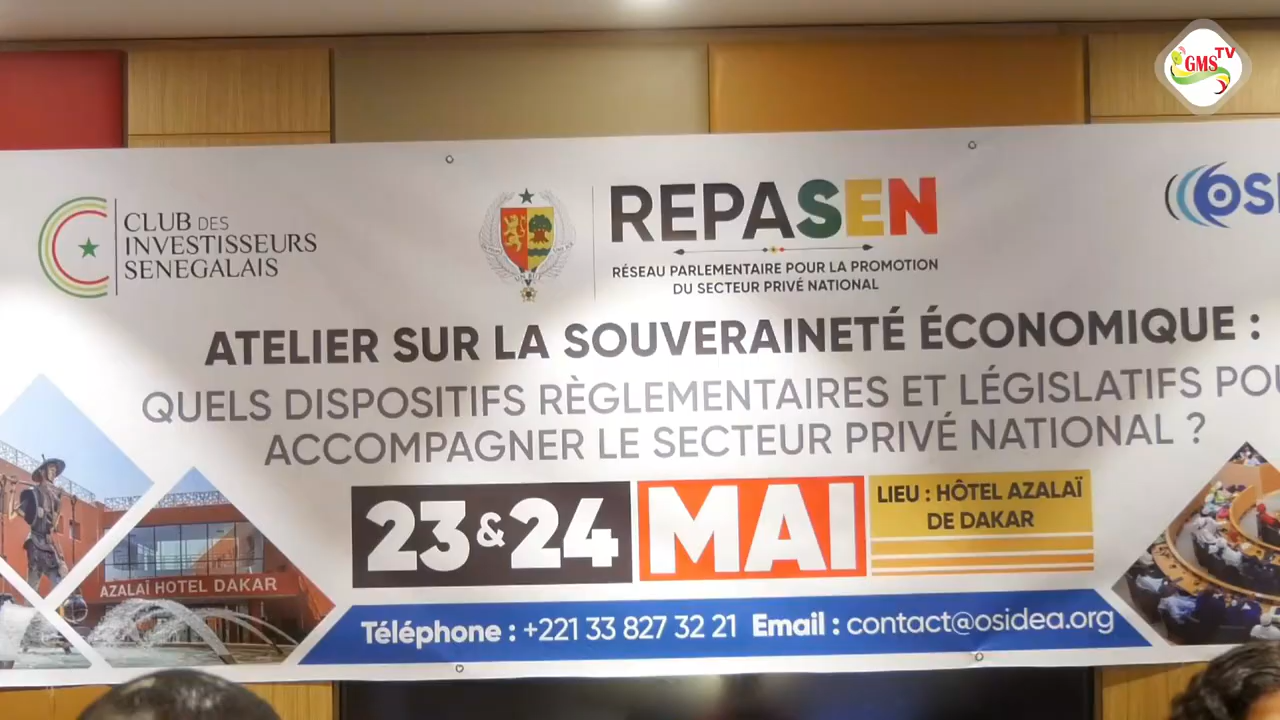 GMS TV
CLUB DES
INVESTISSEURS
SENEGALAIS
REPASEN
RÉSEAU PARLEMENTAIRE POUR LA PROMOTION
DU SECTEUR PRIVÉ NATIONAL
ATELIER SUR LA SOUVERAINETÉ ÉCONOMIQUE :
QUELS DISPOSITIFS RÈGLEMENTAIRES ET LÉGISLATIFS
ACCOMPAGNER LE SECTEUR PRIVÉ NATIONAL ?
23 & 24 MAI
LIEU : HÔTEL AZALAÏ
DE DAKAR
AZALAÏ HOTEL DAKAR
Téléphone : +221 33 827 32 21 Email : contact@osidea.org